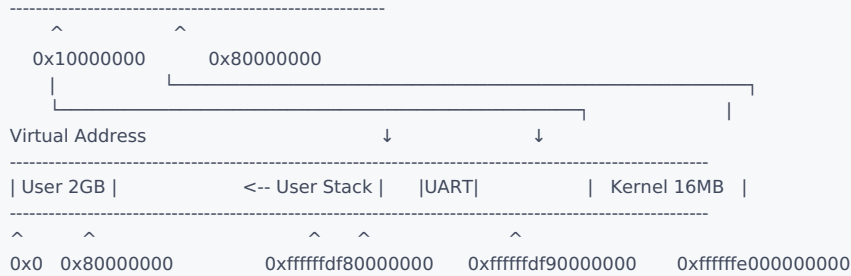 ----------------------------------------------------------
^ ^
0x10000000 0x80000000
| └──────────────────────────────────────────────┐
└──────────────────────────────────────────┐ |
Virtual Address ↓ ↓
------------------------------------------------------------------------------------------------------------
| User 2GB | <-- User Stack | |UART| | Kernel 16MB |
------------------------------------------------------------------------------------------------------------
^ ^ ^ ^ ^
0x0 0x80000000 0xffffffdf80000000 0xffffffdf90000000 0xffffffe000000000